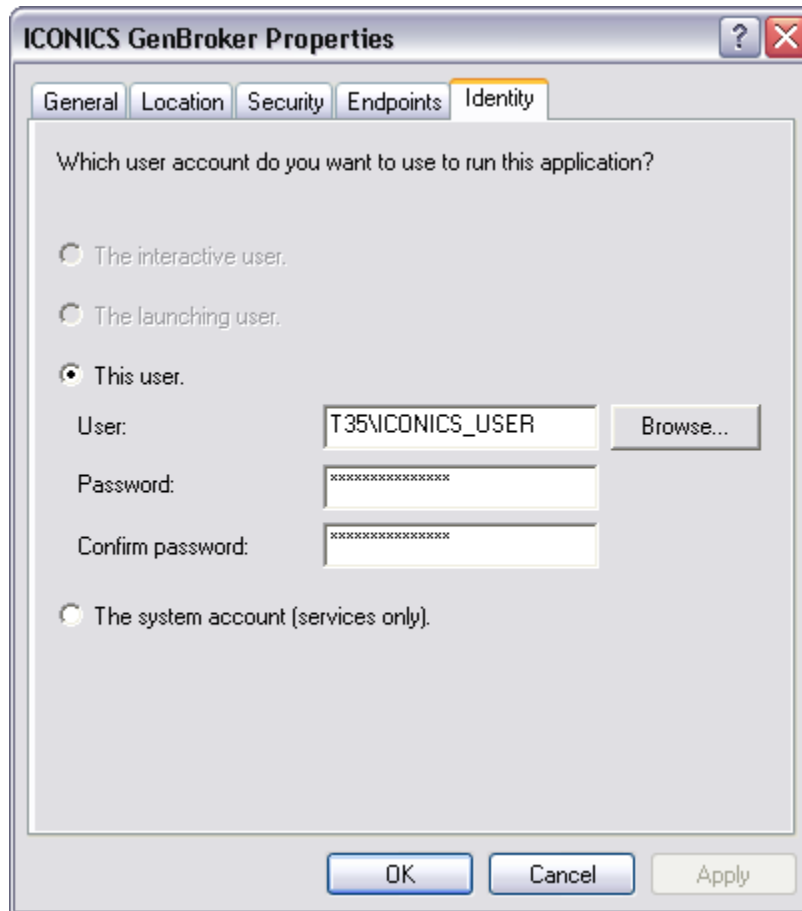 ICONICS GenBroker Properties
?
General Location Security Endpoints Identity
Which user account do you want to use to run this application?
The interactive user.
The launching user.
This user.
User: T35\ICONICS_USER Browse...
Password: ***************
Confirm password: ***************
The system account (services only).
OK Cancel Apply